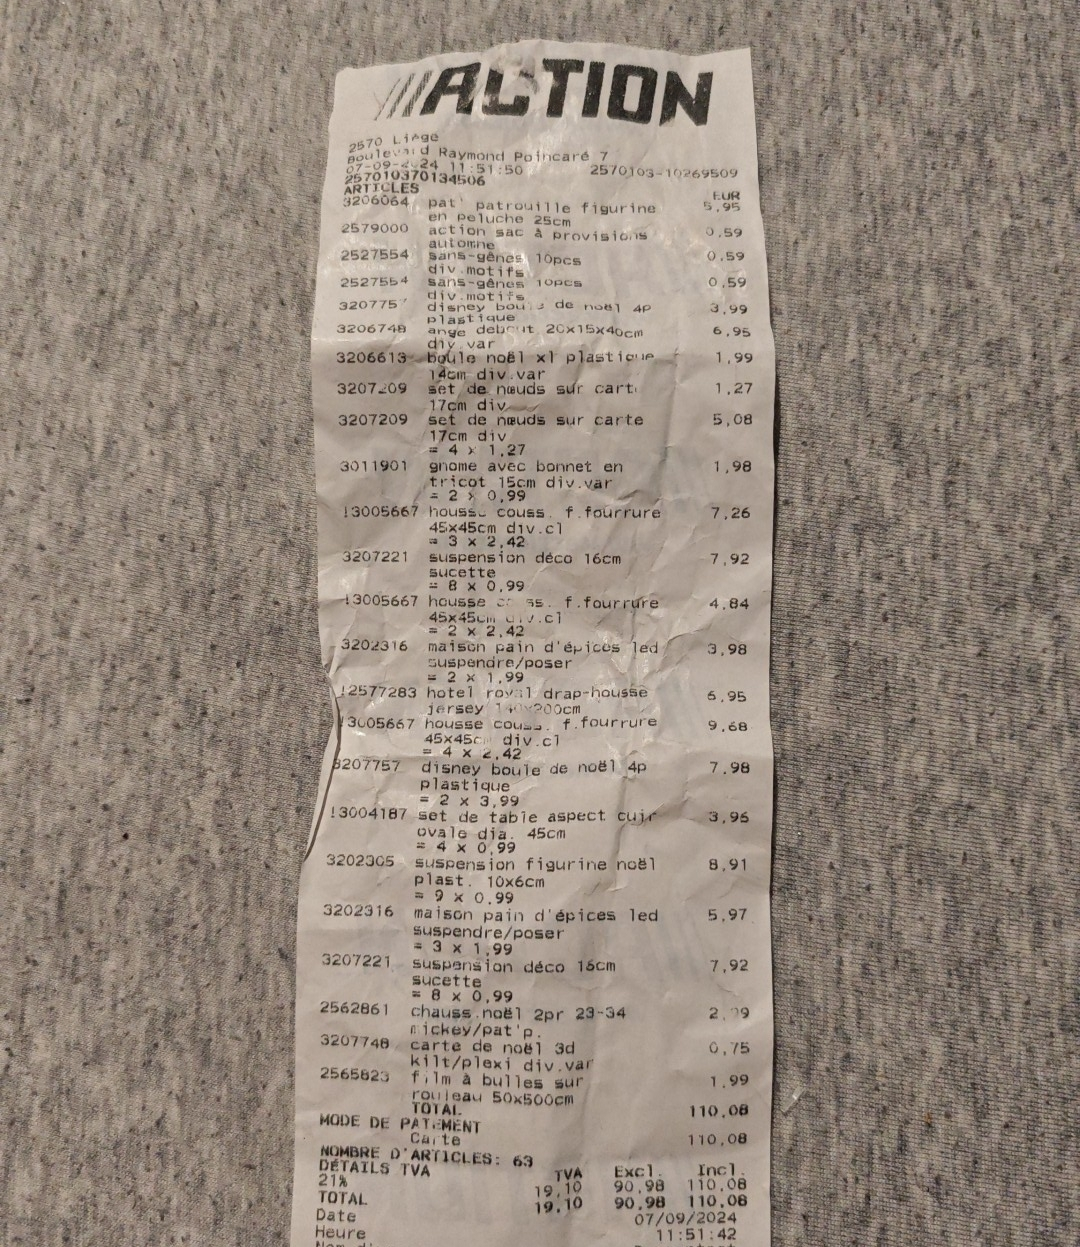 ACTION
2570 Liège
Boulevard Raymond Poincaré 7
07-09-2024 11:51:50 2570103-10269509
257010370134506
ARTICLES EUR
3206064 pat' patrouille figurine 5,95
en peluche 25cm
2579000 action sac à provisions 0,59
automne
2527554 sans-gênes 10pcs 0,59
div.motifs
2527554 sans-gênes 10pcs 0,59
div.motifs
3207757 disney boule de noël 4p 3,99
plastique
3206748 ange debout 20x15x40cm 6,95
div.var
3206613 boule noël xl plastique 1,99
14cm div.var
3207209 set de nœuds sur carte 1,27
17cm div
3207209 set de nœuds sur carte 5,08
17cm div
= 4 x 1,27
3011901 gnome avec bonnet en 1,98
tricot 15cm div.var
= 2 x 0,99
!3005667 housse couss. f.fourrure 7,26
45x45cm div.cl
= 3 x 2,42
3207221 suspension déco 16cm 7,92
sucette
= 8 x 0,99
!3005667 housse couss. f.fourrure 4,84
45x45cm div.cl
= 2 x 2,42
3202316 maison pain d'épices led 3,98
suspendre/poser
= 2 x 1,99
!2577283 hotel royal drap-housse 6,95
jersey 140x200cm
!3005667 housse couss. f.fourrure 9,68
45x45cm div.cl
= 4 x 2,42
3207757 disney boule de noël 4p 7,98
plastique
= 2 x 3,99
!3004187 set de table aspect cuir 3,96
ovale dia. 45cm
= 4 x 0,99
3202305 suspension figurine noël 8,91
plast. 10x6cm
= 9 x 0,99
3202316 maison pain d'épices led 5,97
suspendre/poser
= 3 x 1,99
3207221 suspension déco 16cm 7,92
sucette
= 8 x 0,99
2562861 chauss.noël 2pr 23-34
mickey/pat'p.
3207748 carte de noël 3d 0,75
kilt/plexi div.var
2565823 film à bulles sur 1,99
rouleau 50x500cm
TOTAL 110,08
MODE DE PAIEMENT
Carte 110,08
NOMBRE D'ARTICLES: 63
DÉTAILS TVA TVA Excl. Incl.
21% 19,10 90,98 110,08
TOTAL 19,10 90,98 110,08
Date 07/09/2024
Heure 11:51:42